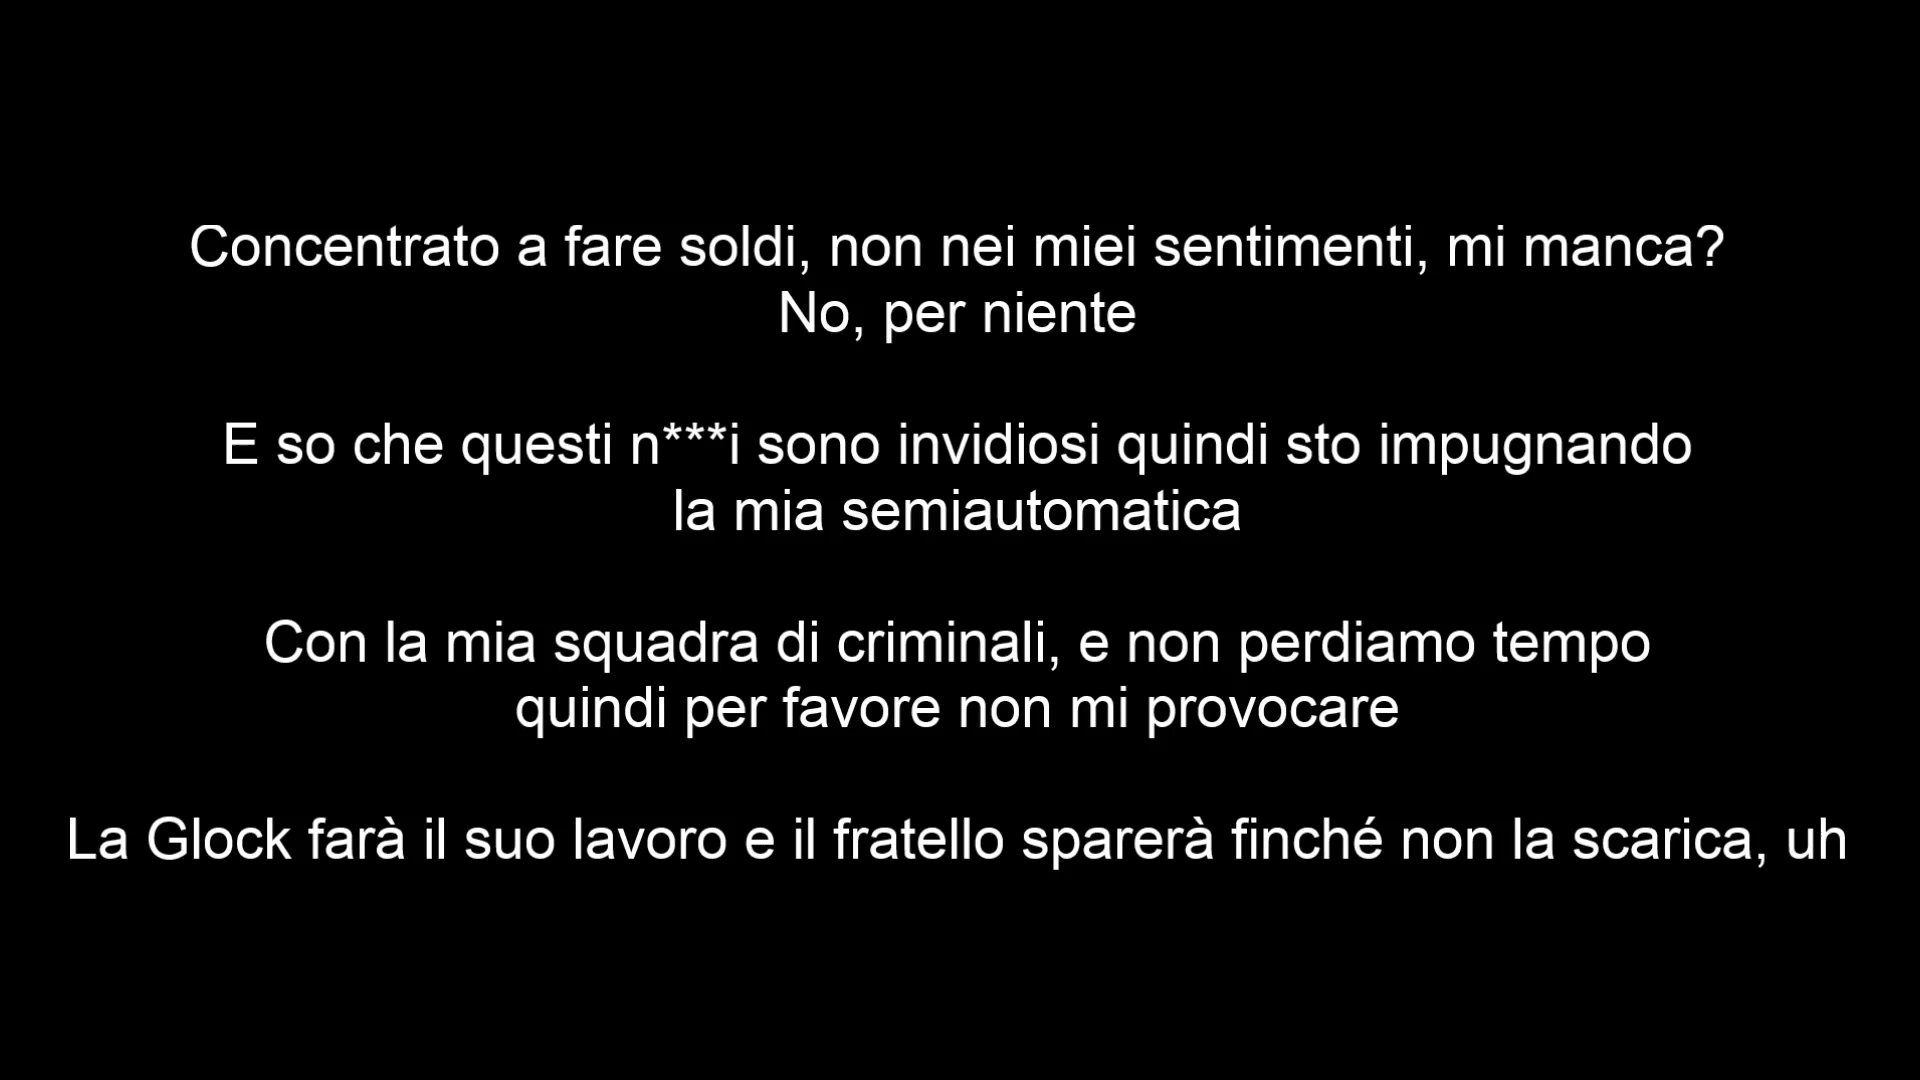 Concentrato a fare soldi, non nei miei sentimenti, mi manca?
No, per niente
E so che questi n***i sono invidiosi quindi sto impugnando
la mia semiautomatica
Con la mia squadra di criminali, e non perdiamo tempo
quindi per favore non mi provocare
La Glock farà il suo lavoro e il fratello sparerà finché non la scarica, uh